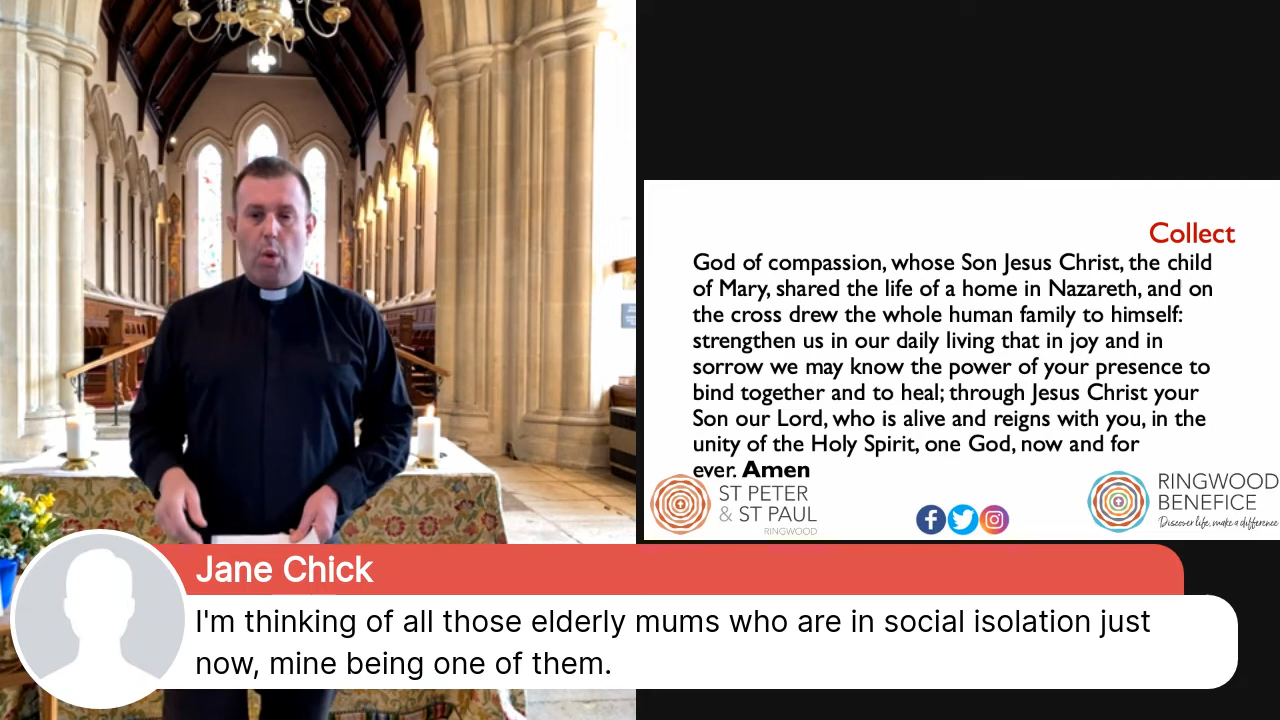 Collect
God of compassion, whose Son Jesus Christ, the child
of Mary, shared the life of a home in Nazareth, and on
the cross drew the whole human family to himself:
strengthen us in our daily living that in joy and in
sorrow we may know the power of your presence to
bind together and to heal; through Jesus Christ your
Son our Lord, who is alive and reigns with you, in the
unity of the Holy Spirit, one God, now and for
ever. Amen
ST PETER
& ST PAUL
RINGWOOD
RINGWOOD
BENEFICE
Discover life, make a difference
Jane Chick
I'm thinking of all those elderly mums who are in social isolation just
now, mine being one of them.